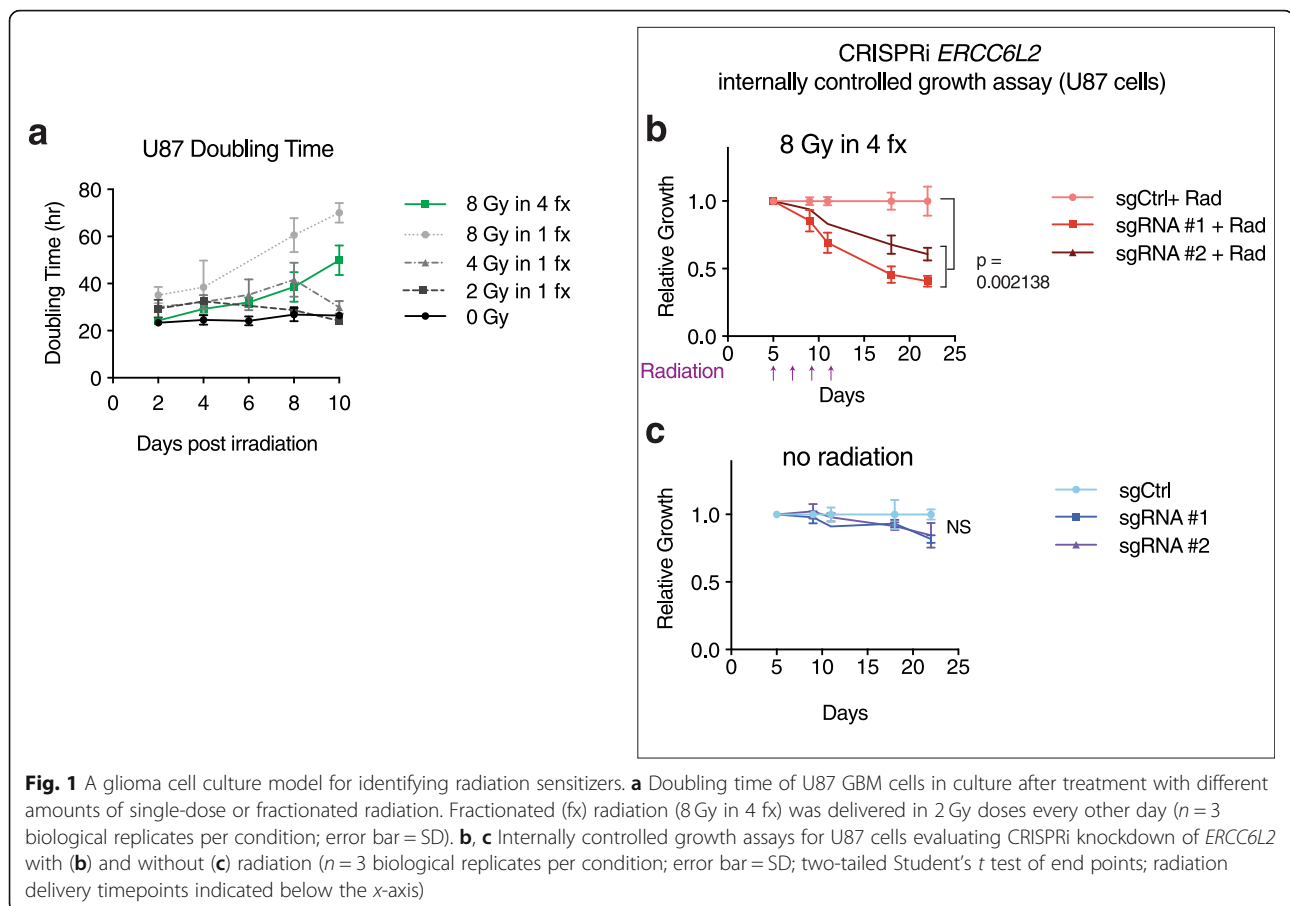 a
U87 Doubling Time
Doubling Time (hr)
80
60
40
20
0
0 2 4 6 8 10
Days post irradiation
8 Gy in 4 fx
8 Gy in 1 fx
4 Gy in 1 fx
2 Gy in 1 fx
0 Gy
CRISPRi ERCC6L2
internally controlled growth assay (U87 cells)
b
8 Gy in 4 fx
Relative Growth
1.0
0.5
0.0
0 5 10 15 20 25
Radiation ↑ ↑ ↑ ↑
Days
p =
0.002138
sgCtrl+ Rad
sgRNA #1 + Rad
sgRNA #2 + Rad
c
no radiation
Relative Growth
1.0
0.5
0.0
0 5 10 15 20 25
Days
NS
sgCtrl
sgRNA #1
sgRNA #2
Fig. 1 A glioma cell culture model for identifying radiation sensitizers. a Doubling time of U87 GBM cells in culture after treatment with different
amounts of single-dose or fractionated radiation. Fractionated (fx) radiation (8 Gy in 4 fx) was delivered in 2 Gy doses every other day (n = 3
biological replicates per condition; error bar = SD). b, c Internally controlled growth assays for U87 cells evaluating CRISPRi knockdown of ERCC6L2
with (b) and without (c) radiation (n = 3 biological replicates per condition; error bar = SD; two-tailed Student's t test of end points; radiation
delivery timepoints indicated below the x-axis)